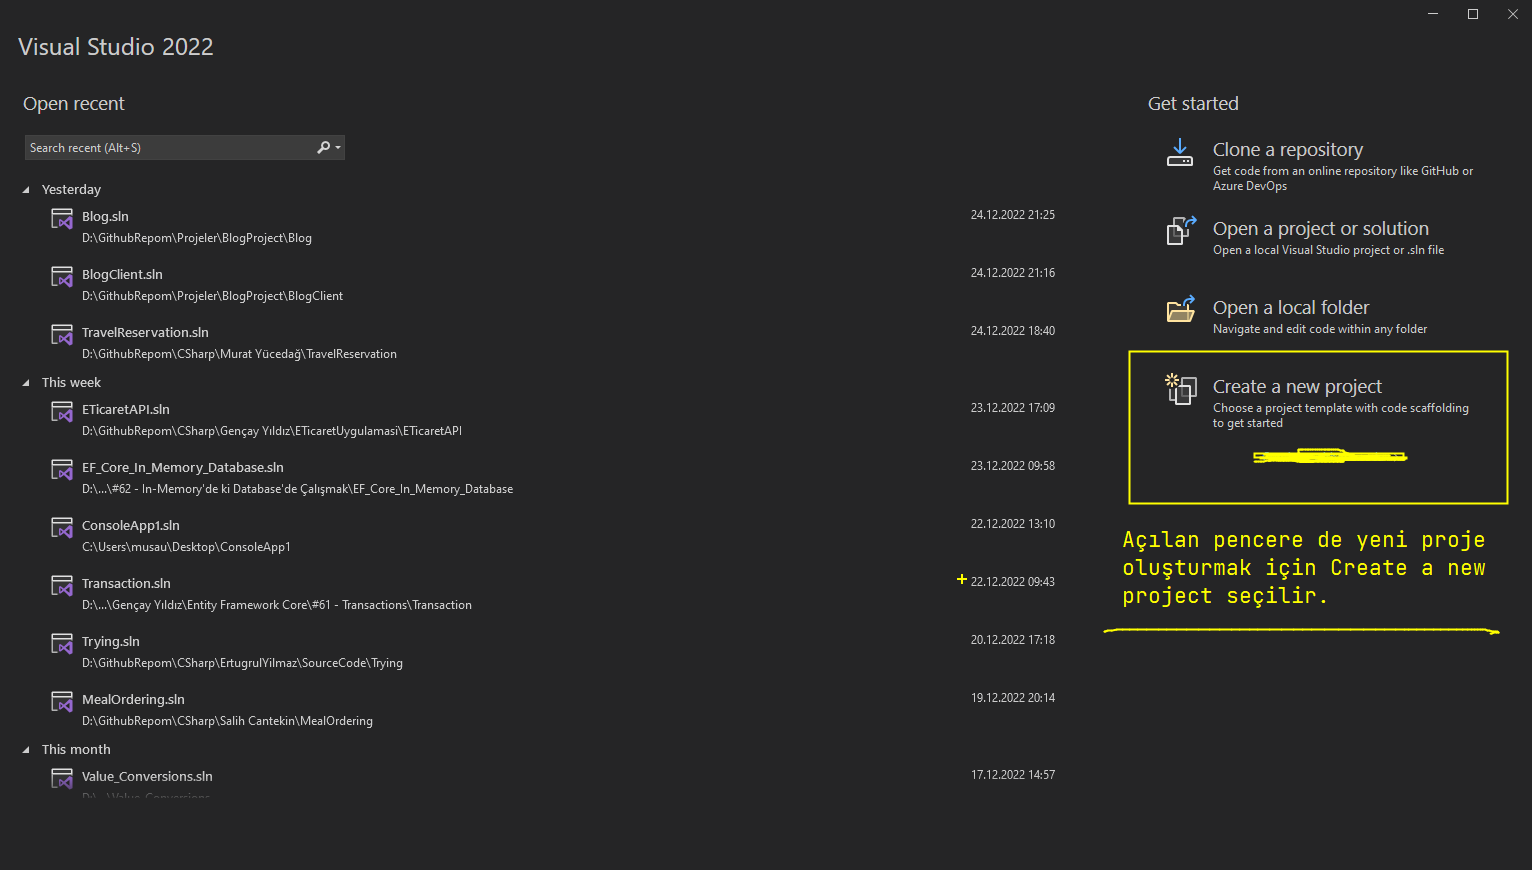 Visual Studio 2022
Open recent
Search recent (Alt+S)
Yesterday
Blog.sln 24.12.2022 21:25
D:\GithubRepom\Projeler\BlogProject\Blog
BlogClient.sln 24.12.2022 21:16
D:\GithubRepom\Projeler\BlogProject\BlogClient
TravelReservation.sln 24.12.2022 18:40
D:\GithubRepom\CSharp\Murat Yücedağ\TravelReservation
This week
ETicaretAPI.sln 23.12.2022 17:09
D:\GithubRepom\CSharp\Gençay Yıldız\ETicaretUygulamasi\ETicaretAPI
EF_Core_In_Memory_Database.sln 23.12.2022 09:58
D:\...\#62 - In-Memory'de ki Database'de Çalışmak\EF_Core_In_Memory_Database
ConsoleApp1.sln 22.12.2022 13:10
C:\Users\musau\Desktop\ConsoleApp1
Transaction.sln 22.12.2022 09:43
D:\...\Gençay Yıldız\Entity Framework Core\#61 - Transactions\Transaction
Trying.sln 20.12.2022 17:18
D:\GithubRepom\CSharp\ErtugrulYilmaz\SourceCode\Trying
MealOrdering.sln 19.12.2022 20:14
D:\GithubRepom\CSharp\Salih Cantekin\MealOrdering
This month
Value_Conversions.sln 17.12.2022 14:57
D:\...\Value_Conversions
Get started
Clone a repository
Get code from an online repository like GitHub or
Azure DevOps
Open a project or solution
Open a local Visual Studio project or .sln file
Open a local folder
Navigate and edit code within any folder
Create a new project
Choose a project template with code scaffolding
to get started
Açılan pencere de yeni proje
oluşturmak için Create a new
project seçilir.